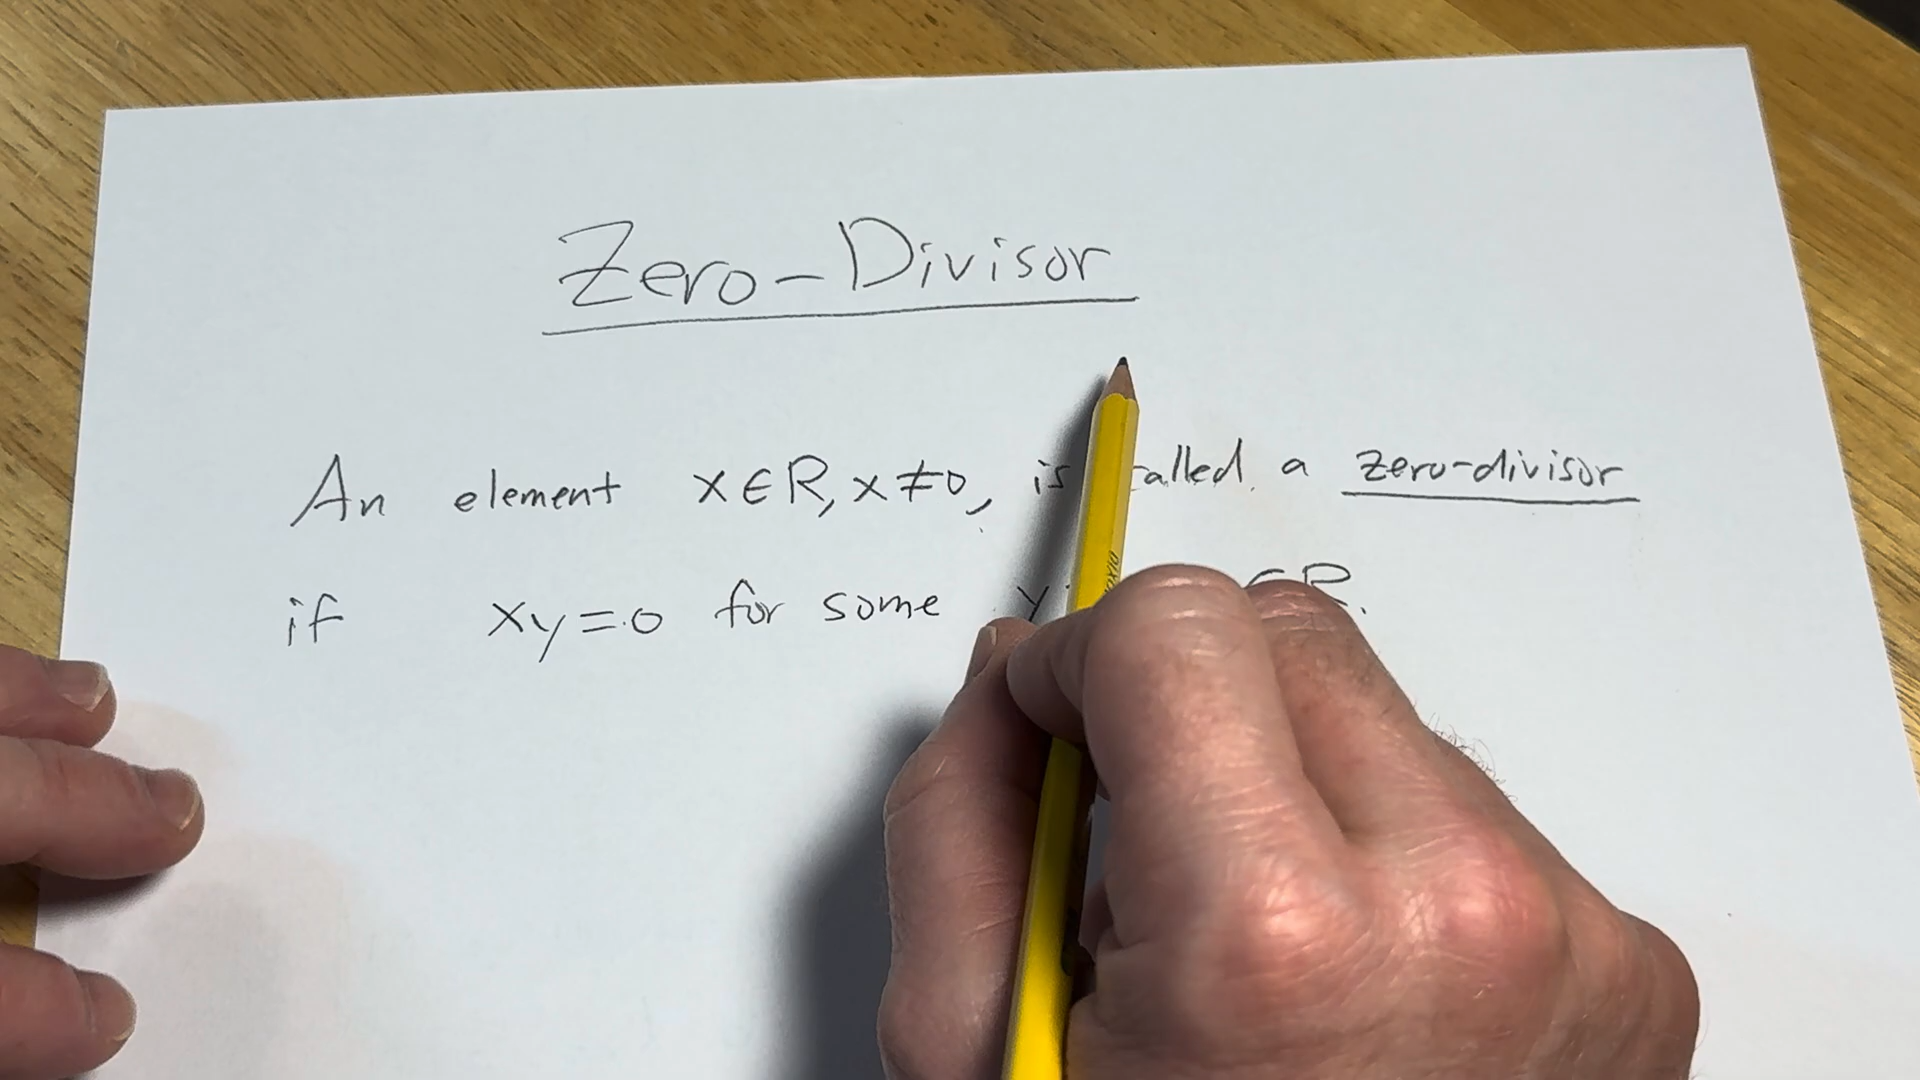 Zero-Divisor
An element x∈R, x≠0, is called a zero-divisor
if xy=0 for some y ∈R.